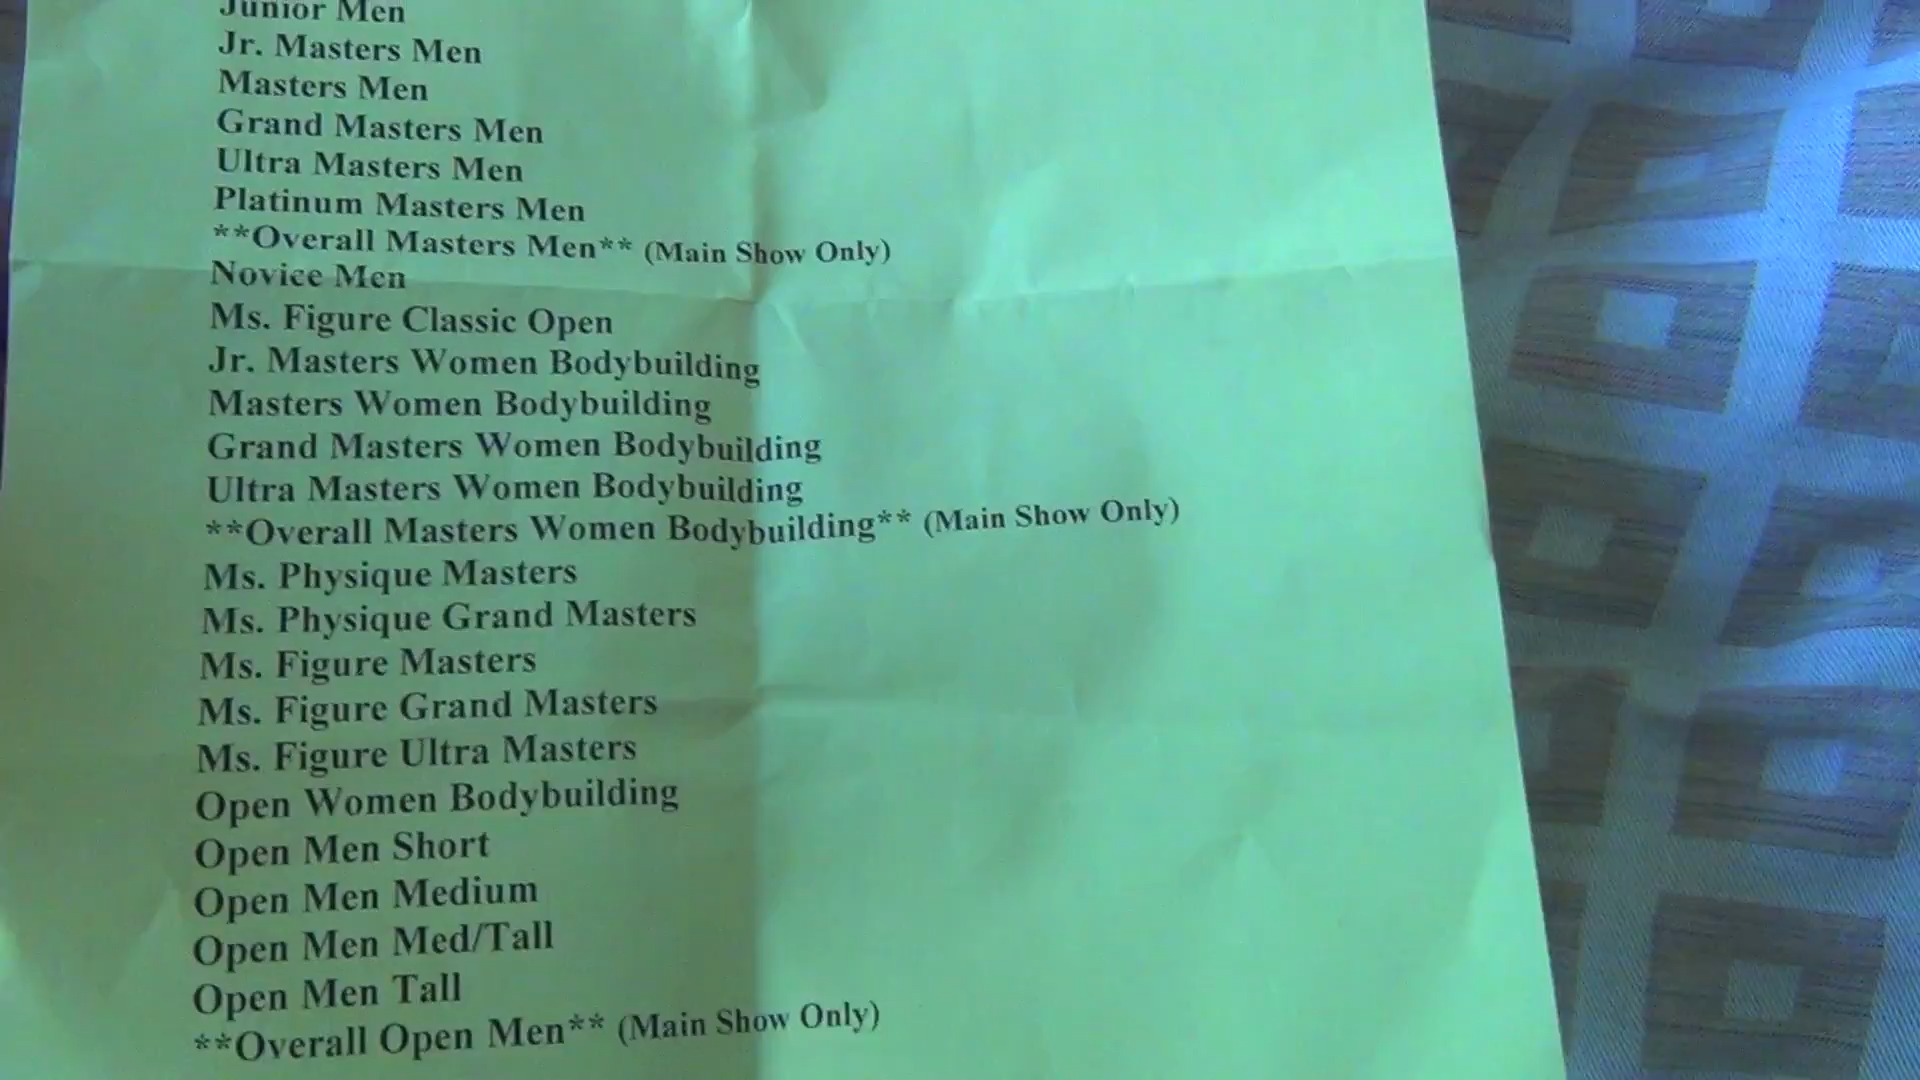 Junior Men
Jr. Masters Men
Masters Men
Grand Masters Men
Ultra Masters Men
Platinum Masters Men
**Overall Masters Men** (Main Show Only)
Novice Men
Ms. Figure Classic Open
Jr. Masters Women Bodybuilding
Masters Women Bodybuilding
Grand Masters Women Bodybuilding
Ultra Masters Women Bodybuilding
**Overall Masters Women Bodybuilding** (Main Show Only)
Ms. Physique Masters
Ms. Physique Grand Masters
Ms. Figure Masters
Ms. Figure Grand Masters
Ms. Figure Ultra Masters
Open Women Bodybuilding
Open Men Short
Open Men Medium
Open Men Med/Tall
Open Men Tall
**Overall Open Men** (Main Show Only)